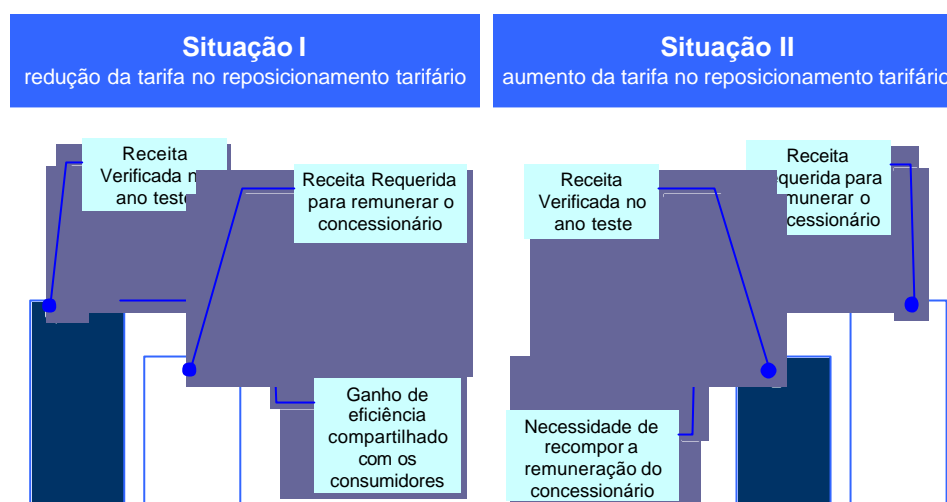 Situação I
redução da tarifa no reposicionamento tarifário
Situação II
aumento da tarifa no reposicionamento tarifário
Receita
Verificada n
ano teste
Receita Requerida
para remunerar o
concessionário
Ganho de
eficiência
compartilhado
com os
consumidores
Receita
Verificada no
ano teste
Receita
querida para
munerar o
cessionário
Necessidade de
recompor a
remuneração do
concessionário